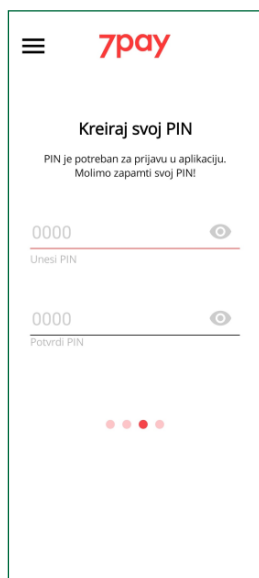 7pay
Kreiraj svoj PIN
PIN je potreban za prijavu u aplikaciju.
Molimo zapamti svoj PIN!
0000
Unesi PIN
0000
Potvrdi PIN